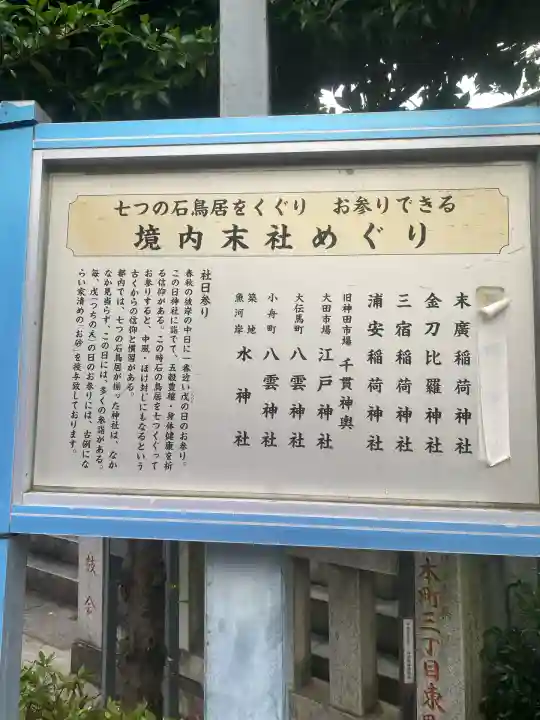 七つの石鳥居をくぐり　お参りできる
境内末社めぐり
末廣稲荷神社
金刀比羅神社
三宿稲荷神社
浦安稲荷神社
旧神田市場　千貫神輿
大田市場　江戸神社
大伝馬町　八雲神社
小舟町　八雲神社
築地魚河岸　水神社
社日参り
春秋の彼岸の中日に一番近い戊の日のお参り。
この日神社に詣でて、五穀豊穣・身体健康を祈
る信仰がある。この時石の鳥居を七つくぐって
お参りすると、中風・ほけ封じにもなるという
古くからの信仰と慣習がある。
都内では、七つの石鳥居が揃った神社は、なか
なか見当らず、この日には、多くの参詣がある。
毎、戊（つちのえ）の日のお参りには、古例にな
らい家清めの「お砂」を授与致しております。
鼓会
本町三丁目東